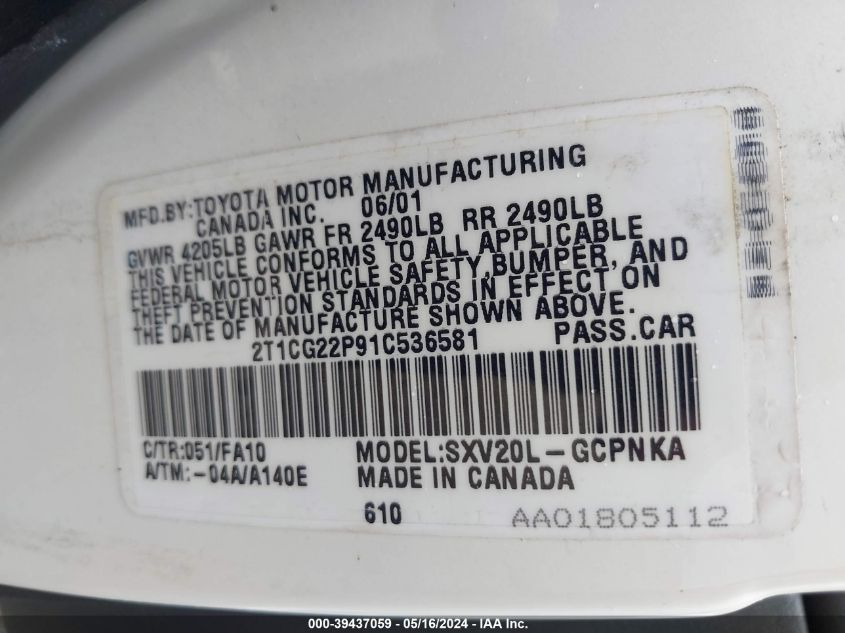 MFD.BY:TOYOTA MOTOR MANUFACTURING
CANADA INC. 06/01
GVWR 4205LB GAWR FR 2490LB RR 2490LB
THIS VEHICLE CONFORMS TO ALL APPLICABLE
FEDERAL MOTOR VEHICLE SAFETY,BUMPER, AND
THEFT PREVENTION STANDARDS IN EFFECT ON
THE DATE OF MANUFACTURE SHOWN ABOVE.
2T1CG22P91C536581 PASS.CAR
C/TR:051/FA10 MODEL:SXV20L-GCPNKA
A/TM:-04A/A140E MADE IN CANADA
610 AA01805112
000-39437059 - 05/16/2024 - IAA Inc.